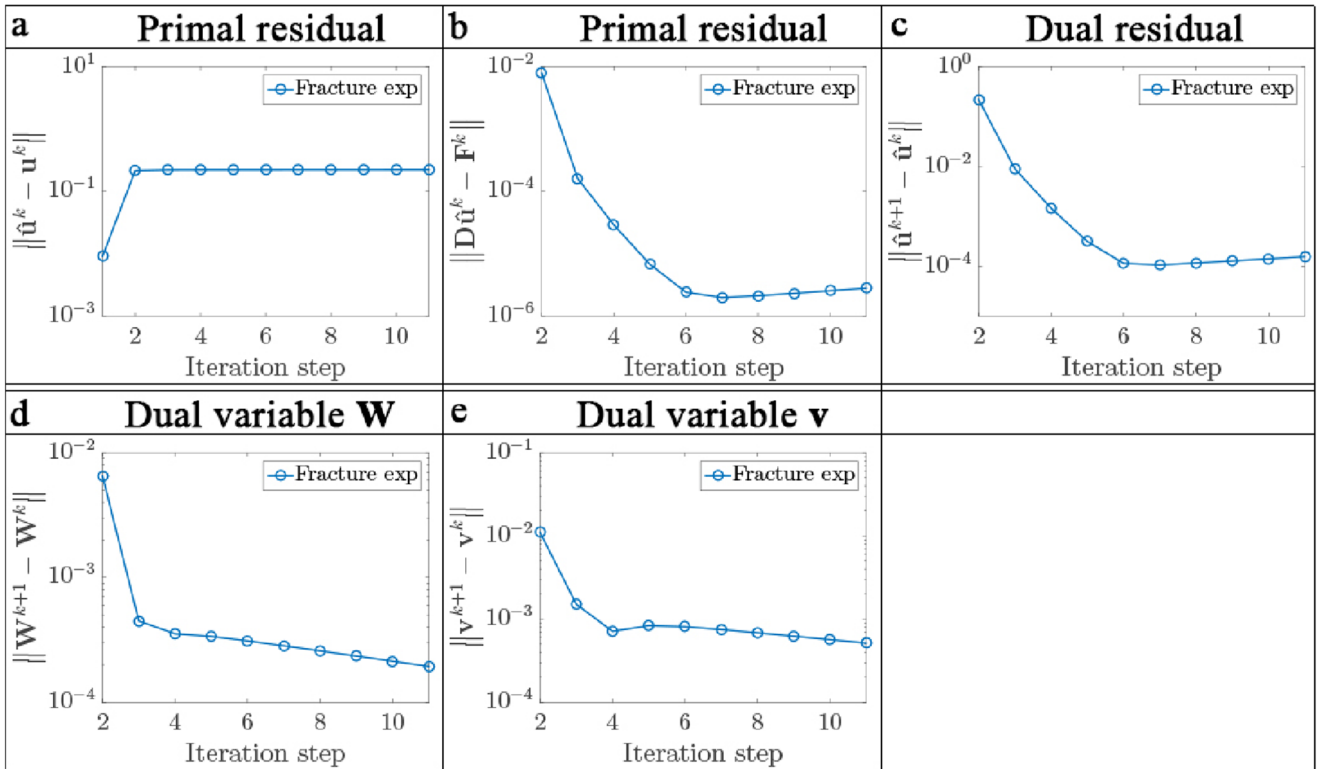 a Primal residual
10¹
Fracture exp
‖û^k − u^k‖
10⁻¹
10⁻³
2 4 6 8 10
Iteration step
b Primal residual
10⁻²
Fracture exp
‖Dû^k − F^k‖
10⁻⁴
10⁻⁶
2 4 6 8 10
Iteration step
c Dual residual
10⁰
Fracture exp
‖û^{k+1} − û^k‖
10⁻²
10⁻⁴
2 4 6 8 10
Iteration step
d Dual variable W
10⁻²
Fracture exp
‖W^{k+1} − W^k‖
10⁻³
10⁻⁴
2 4 6 8 10
Iteration step
e Dual variable v
10⁻¹
Fracture exp
‖v^{k+1} − v^k‖
10⁻²
10⁻³
10⁻⁴
2 4 6 8 10
Iteration step